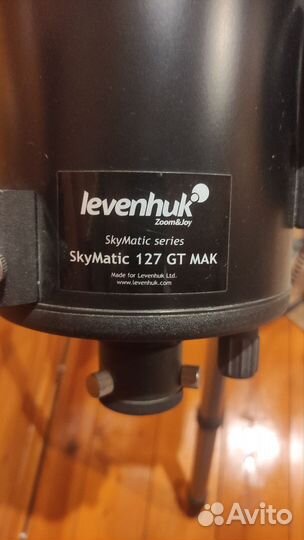 levenhuk
Zoom&Joy
SkyMatic series
SkyMatic 127 GT MAK
Made for Levenhuk Ltd.
www.levenhuk.com
Avito